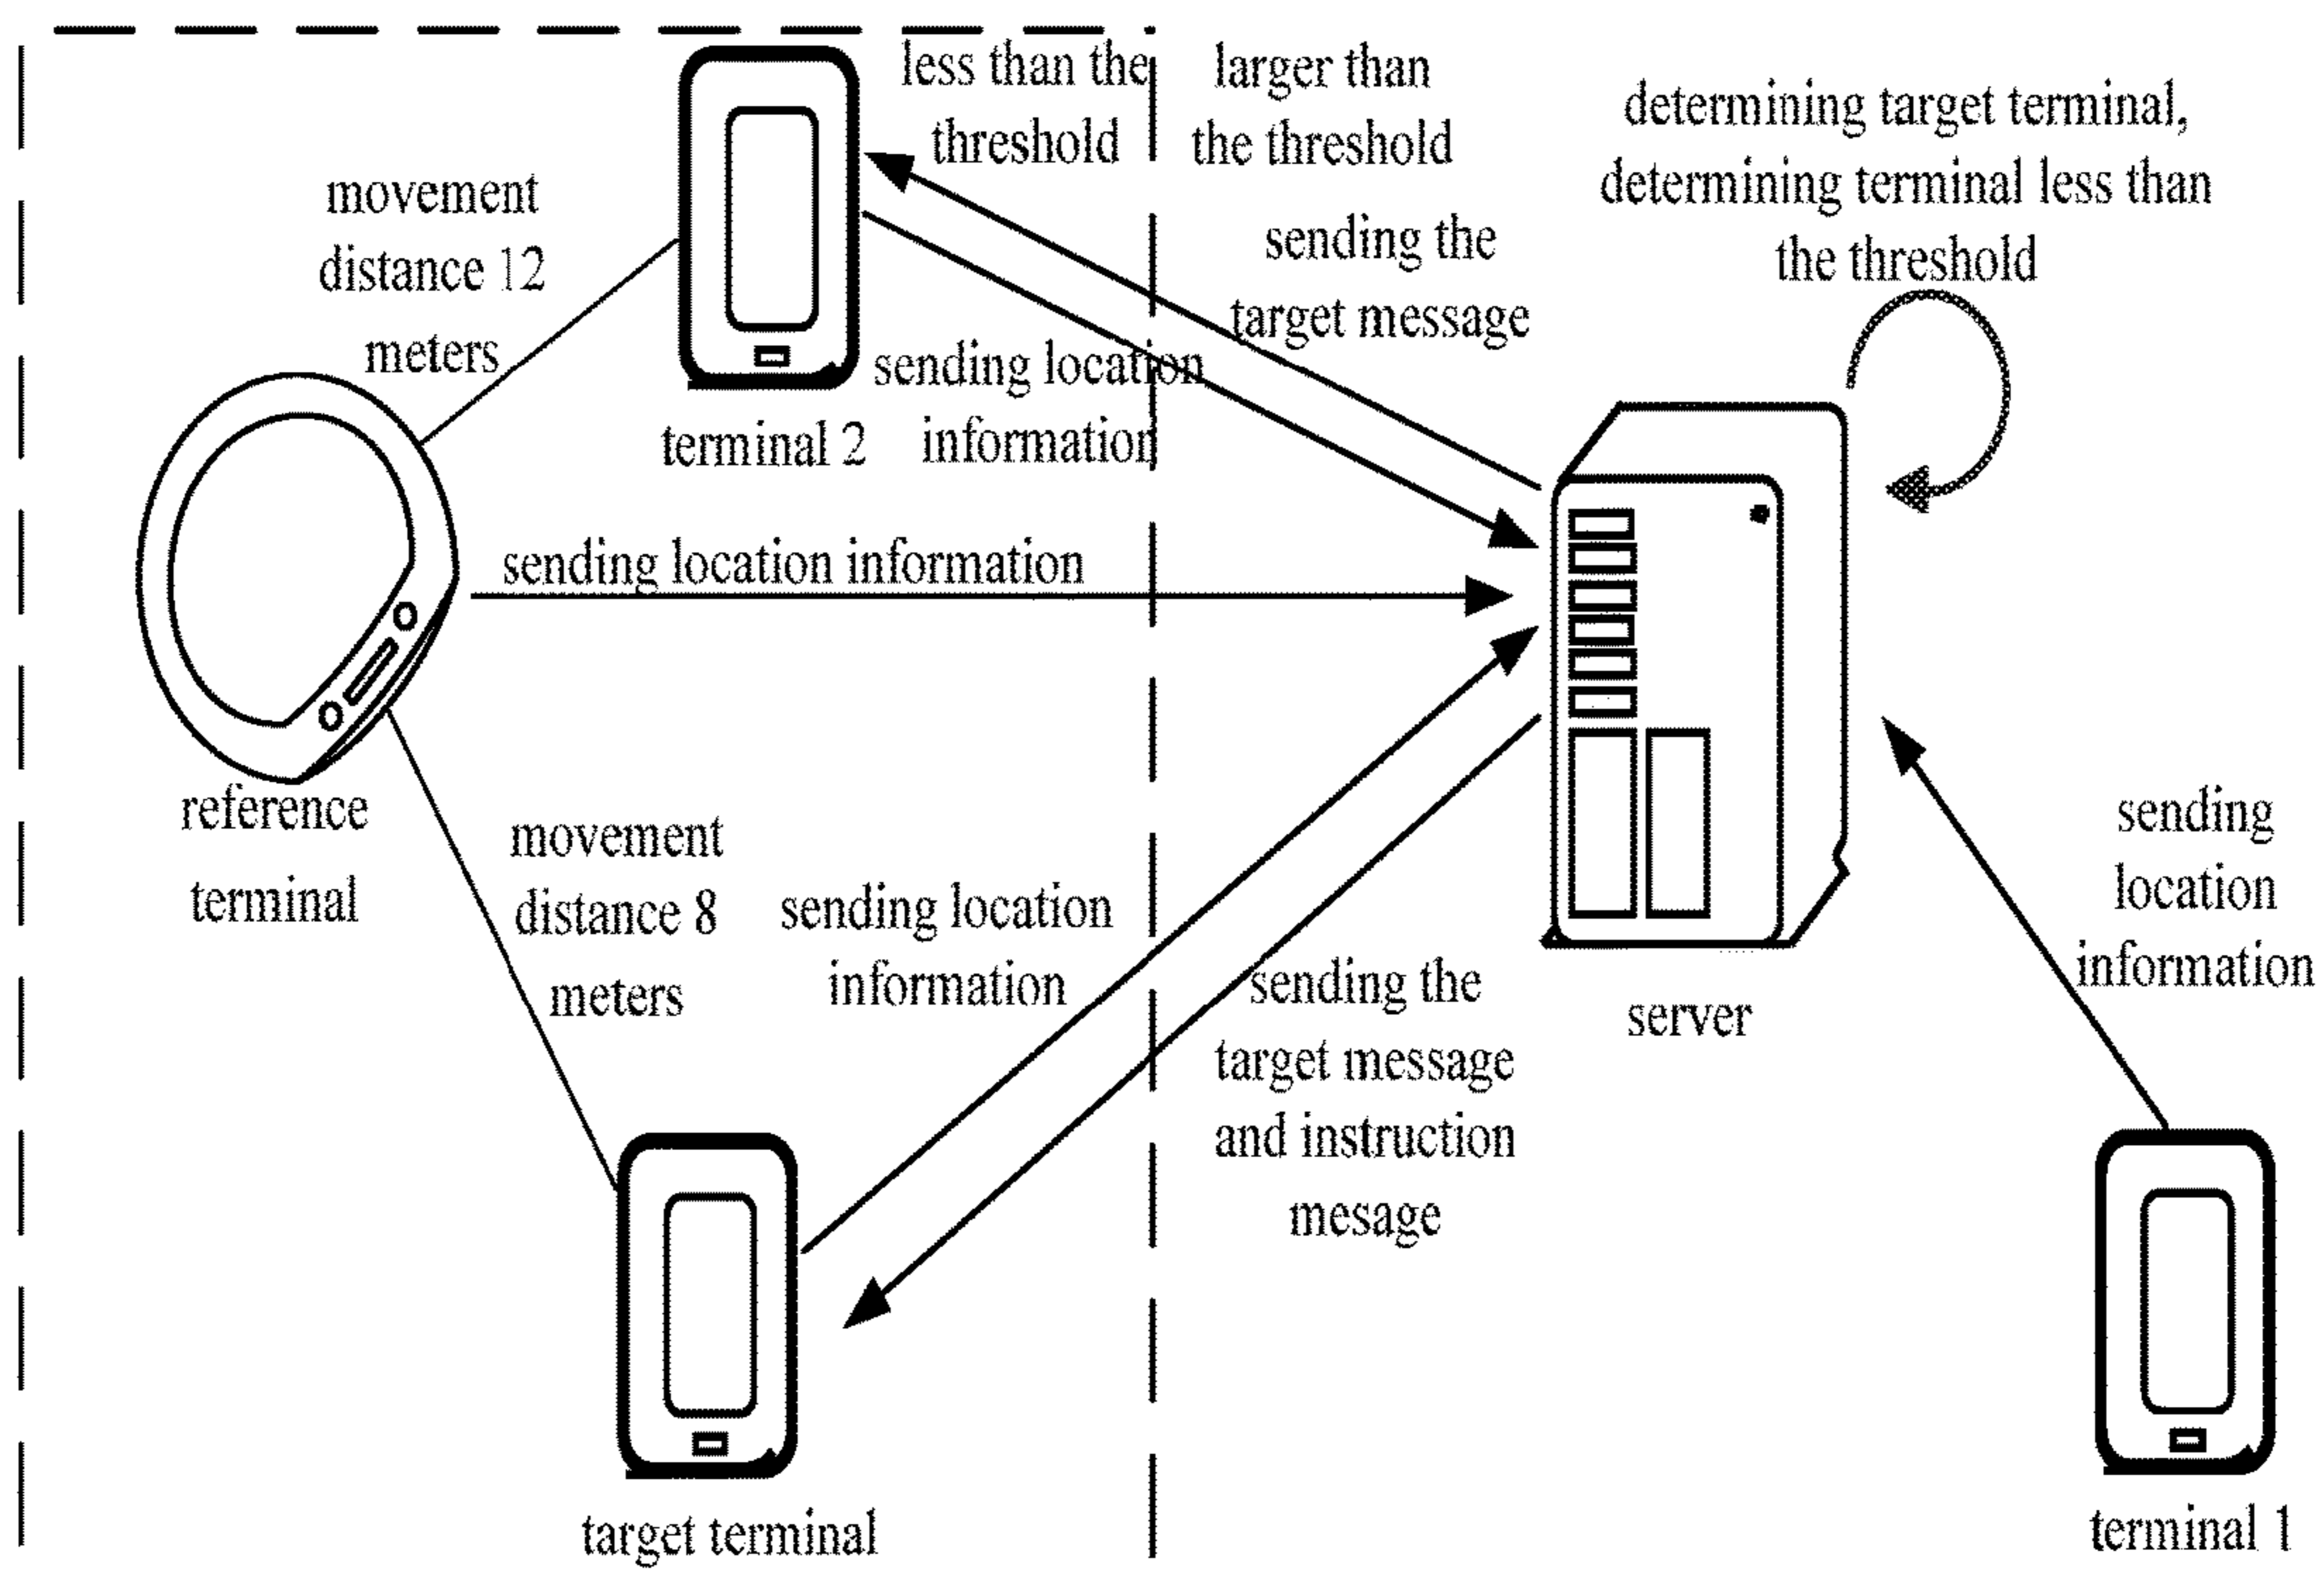 less than the
threshold
larger than
the threshold
determining target terminal,
determining terminal less than
the threshold
movement
distance 12
meters
sending the
target message
sending location
information
terminal 2
sending location information
reference
terminal
movement
distance 8
meters
sending location
information
sending the
target message
and instruction
mesage
server
sending
location
information
target terminal
terminal 1